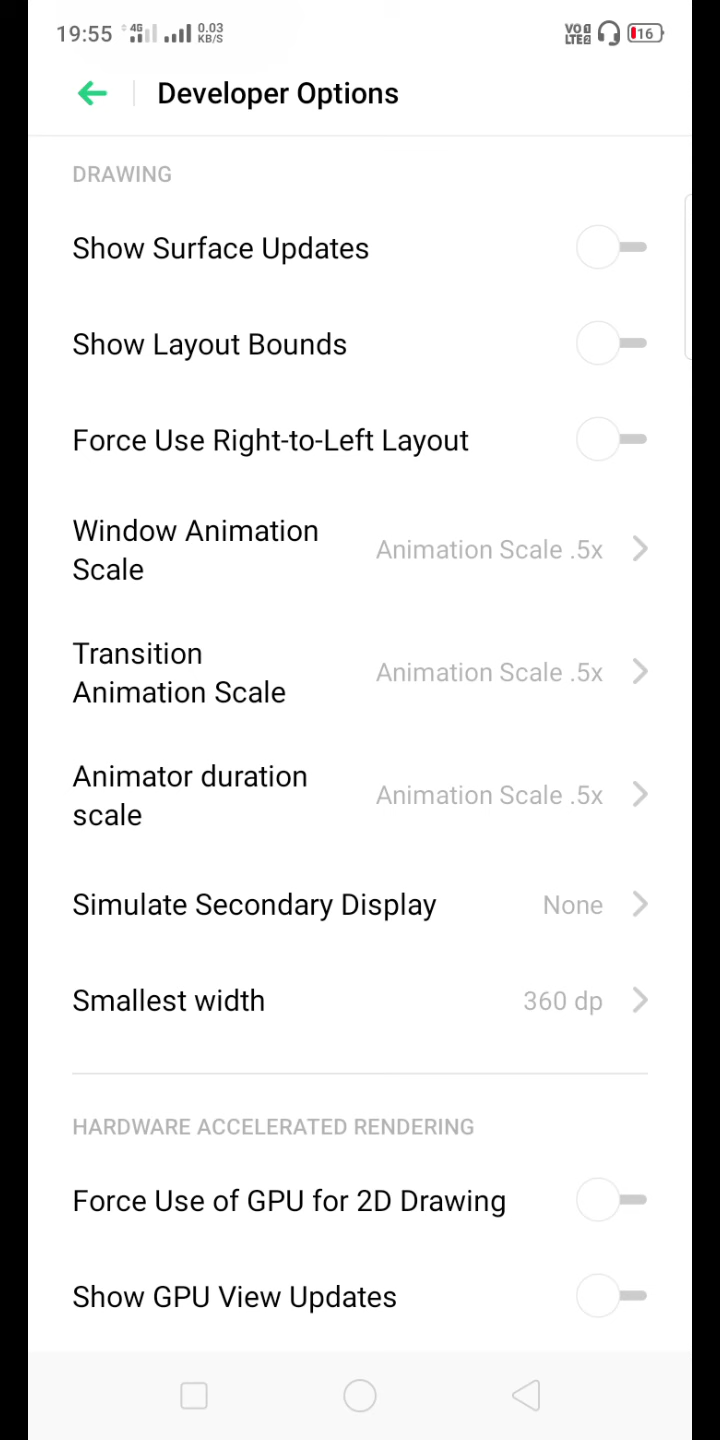 19:55 4G 0.03 KB/S VO LTE 16
Developer Options
DRAWING
Show Surface Updates
Show Layout Bounds
Force Use Right-to-Left Layout
Window Animation
Scale
Animation Scale .5x
Transition
Animation Scale
Animation Scale .5x
Animator duration
scale
Animation Scale .5x
Simulate Secondary Display None
Smallest width 360 dp
HARDWARE ACCELERATED RENDERING
Force Use of GPU for 2D Drawing
Show GPU View Updates